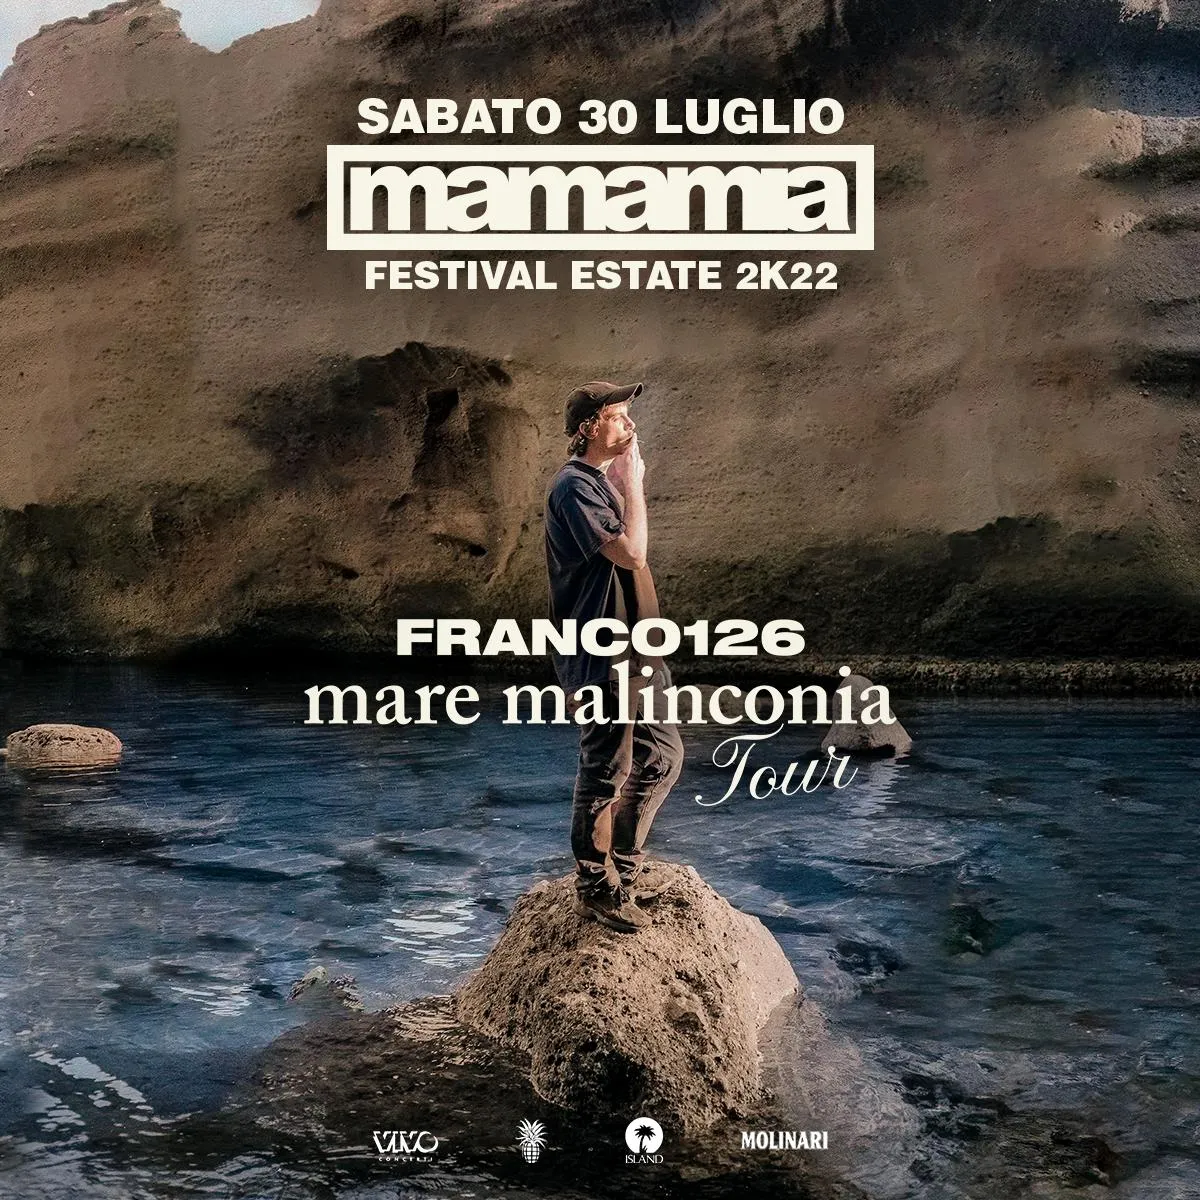 SABATO 30 LUGLIO
mamamia
FESTIVAL ESTATE 2K22
FRANCO126
mare malinconia
Tour
VIVO
CONCERTI
ISLAND
MOLINARI